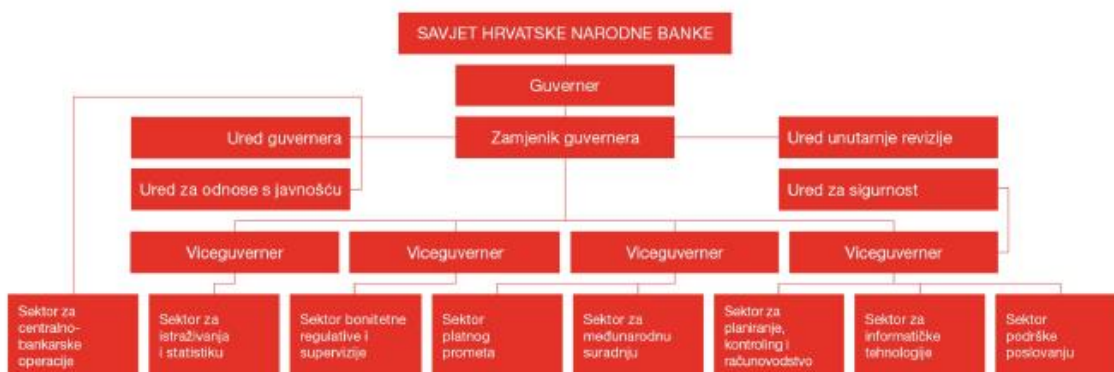 SAVJET HRVATSKE NARODNE BANKE
Guverner
Ured guvernera
Zamjenik guvernera
Ured unutarnje revizije
Ured za odnose s javnošću
Ured za sigurnost
Viceguverner
Viceguverner
Viceguverner
Viceguverner
Sektor za
centralno-
bankarske
operacije
Sektor za
istraživanja
i statistiku
Sektor bonitetne
regulative i
supervizije
Sektor
platnog
prometa
Sektor za
međunarodnu
suradnju
Sektor za
planiranje,
kontroling i
računovodstvo
Sektor za
informatičke
tehnologije
Sektor
podrške
poslovanju